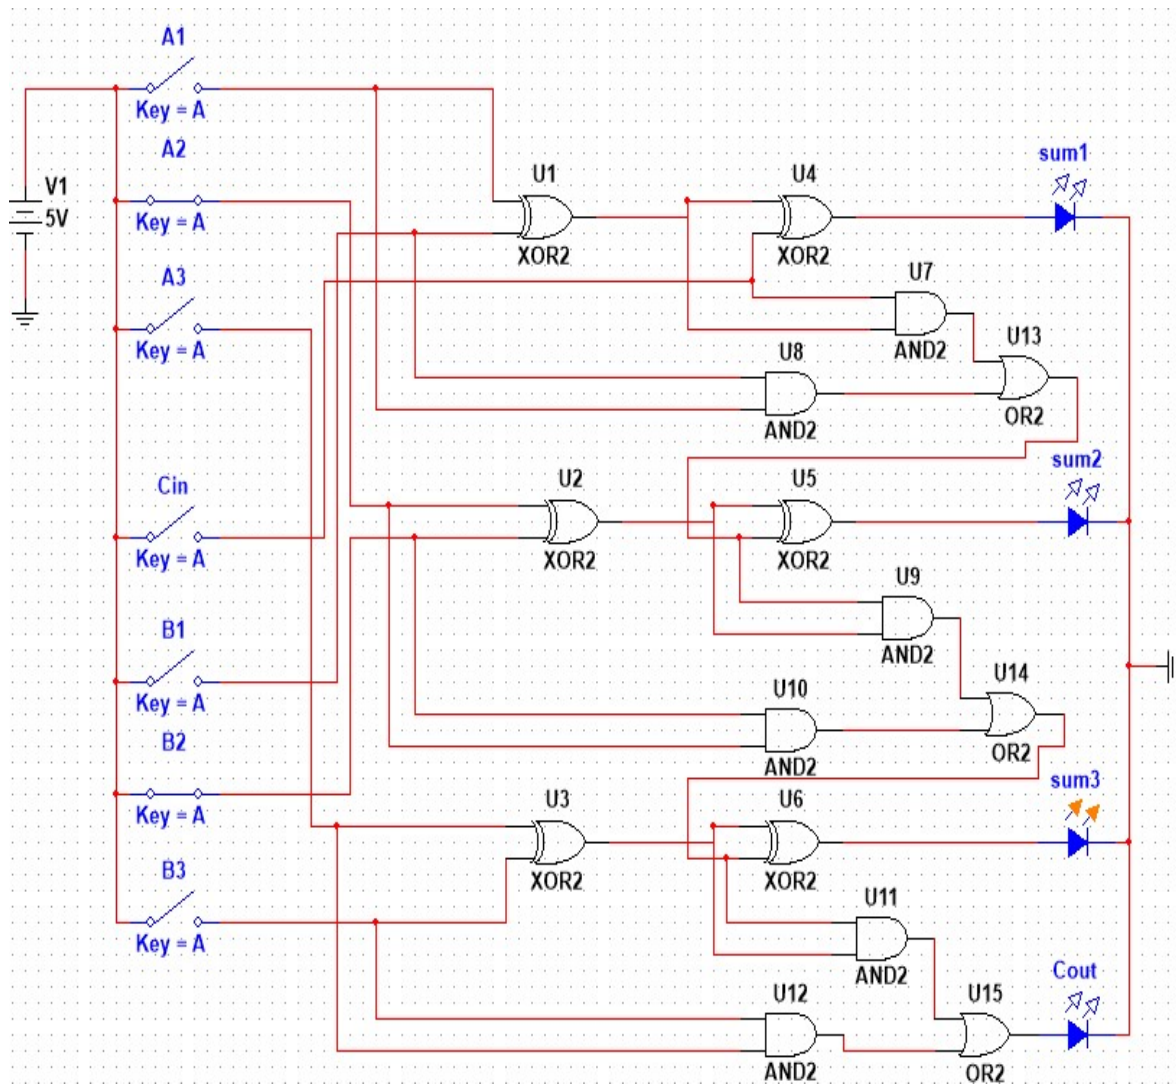 A1
Key = A
A2
Key = A
V1
5V
A3
Key = A
Cin
Key = A
B1
Key = A
B2
Key = A
B3
Key = A
U1
XOR2
U4
XOR2
sum1
U7
AND2
U8
AND2
U13
OR2
U2
XOR2
U5
XOR2
sum2
U9
AND2
U10
AND2
U14
OR2
U3
XOR2
U6
XOR2
sum3
U11
AND2
U12
AND2
U15
OR2
Cout